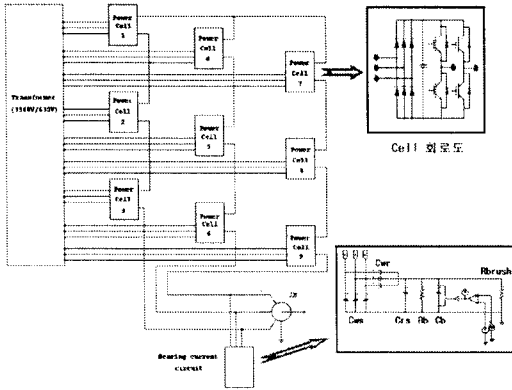 Power
Cell
1
Power
Cell
4
Power
Cell
7
Transformer
Power
Cell
2
Power
Cell
5
Power
Cell
8
Power
Cell
3
Power
Cell
6
Power
Cell
9
Cell 회로도
IM
Bearing current
circuit
Cwr
Rbrush
Cws
Crs
Rb
Cb